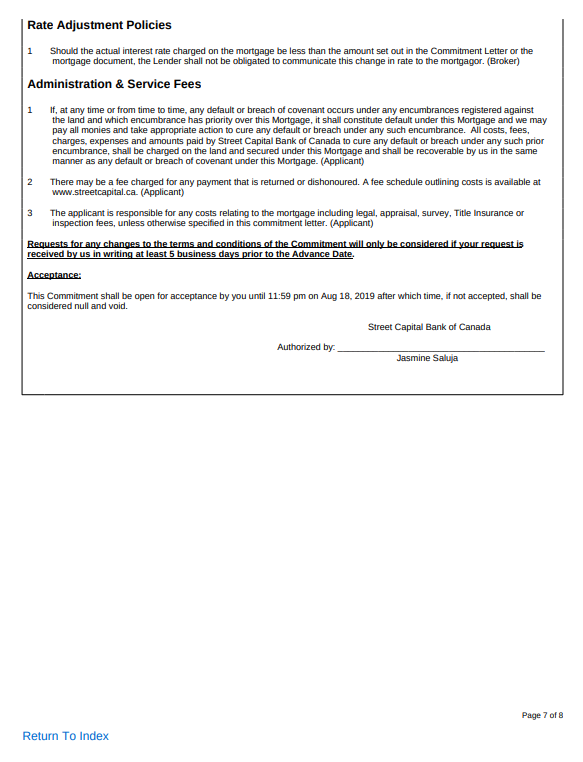 Rate Adjustment Policies
1 Should the actual interest rate charged on the mortgage be less than the amount set out in the Commitment Letter or the
mortgage document, the Lender shall not be obligated to communicate this change in rate to the mortgagor. (Broker)
Administration & Service Fees
1 If, at any time or from time to time, any default or breach of covenant occurs under any encumbrances registered against
the land and which encumbrance has priority over this Mortgage, it shall constitute default under this Mortgage and we may
pay all monies and take appropriate action to cure any default or breach under any such encumbrance. All costs, fees,
charges, expenses and amounts paid by Street Capital Bank of Canada to cure any default or breach under any such prior
encumbrance, shall be charged on the land and secured under this Mortgage and shall be recoverable by us in the same
manner as any default or breach of covenant under this Mortgage. (Applicant)
2 There may be a fee charged for any payment that is returned or dishonoured. A fee schedule outlining costs is available at
www.streetcapital.ca. (Applicant)
3 The applicant is responsible for any costs relating to the mortgage including legal, appraisal, survey, Title Insurance or
inspection fees, unless otherwise specified in this commitment letter. (Applicant)
Requests for any changes to the terms and conditions of the Commitment will only be considered if your request is
received by us in writing at least 5 business days prior to the Advance Date.
Acceptance:
This Commitment shall be open for acceptance by you until 11:59 pm on Aug 18, 2019 after which time, if not accepted, shall be
considered null and void.
Street Capital Bank of Canada
Authorized by: ___________________________________________
Jasmine Saluja
Page 7 of 8
Return To Index